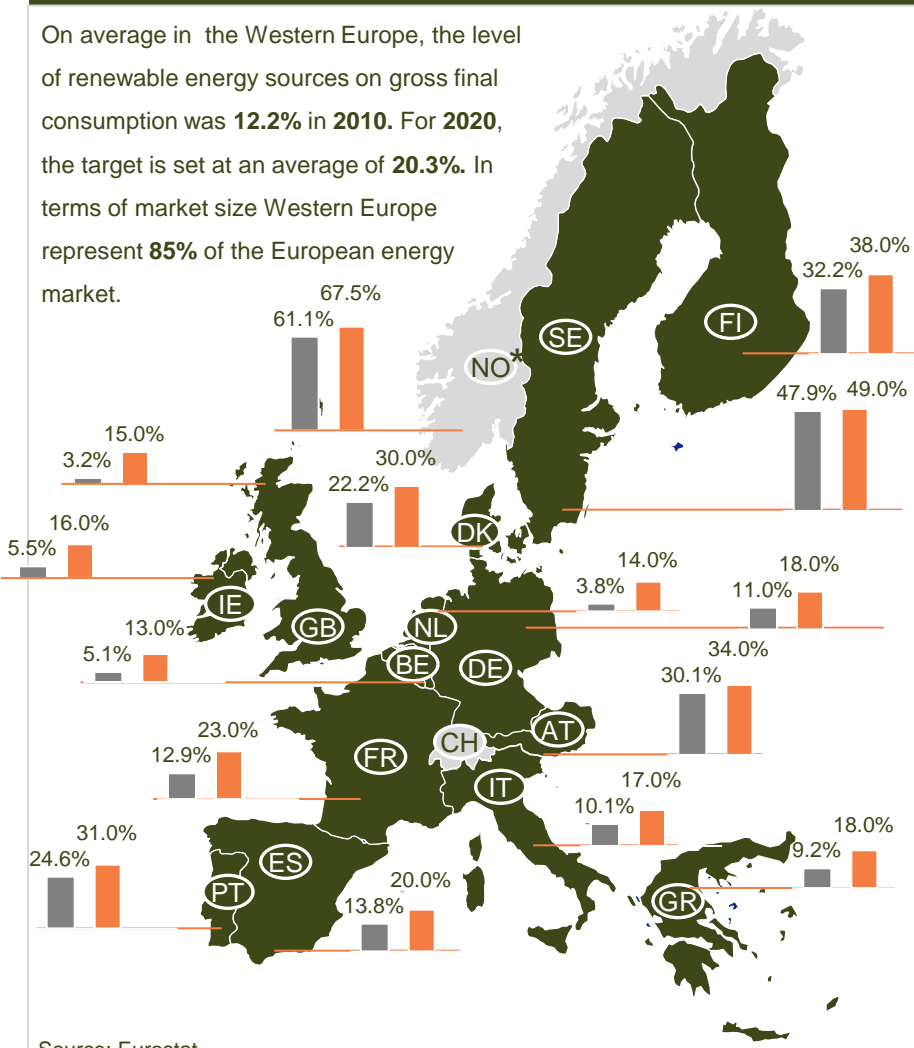 On average in  the Western Europe, the level
of renewable energy sources on gross final
consumption was 12.2% in 2010. For 2020,
the target is set at an average of 20.3%. In
terms of market size Western Europe
represent 85% of the European energy
market.
38.0%
32.2%
67.5%
61.1%
FI
SE
NO*
47.9% 49.0%
15.0%
3.2%
30.0%
22.2%
16.0%
5.5%
DK
14.0%
3.8%
18.0%
11.0%
IE
GB
NL
13.0%
5.1%
BE
DE
34.0%
30.1%
AT
CH
23.0%
12.9%
FR
IT
17.0%
10.1%
18.0%
9.2%
31.0%
24.6%
ES
PT
20.0%
13.8%
GR
Source: Eurostat